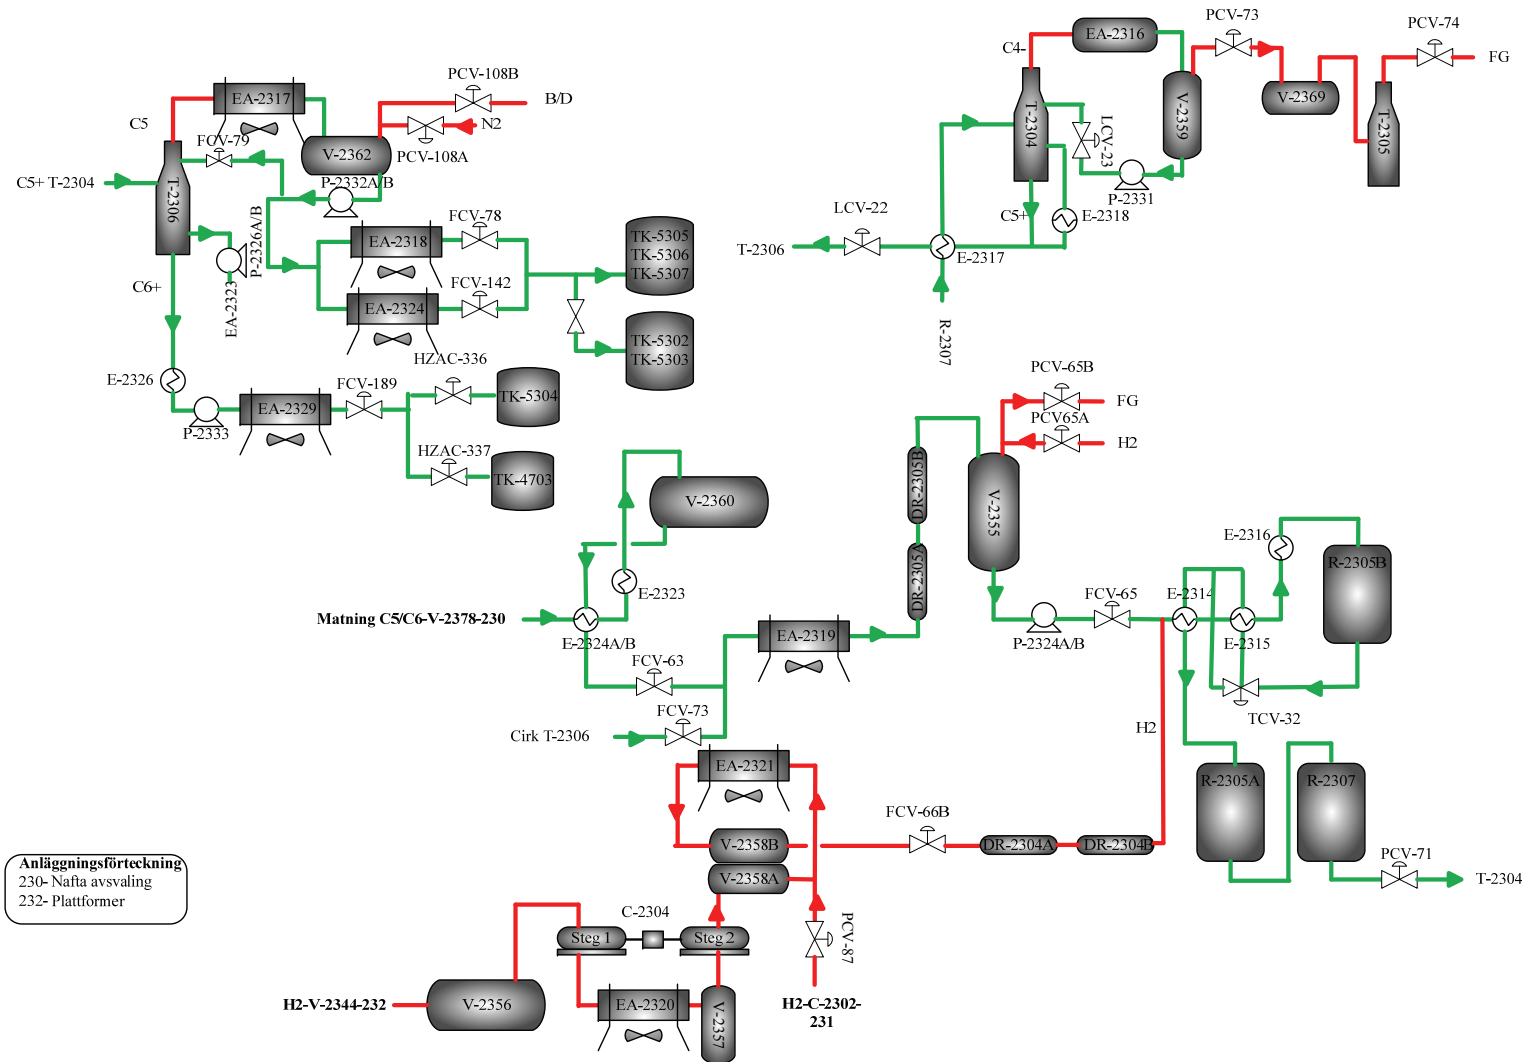 PCV-73
PCV-74
C4-
EA-2316
FG
PCV-108B
B/D
EA-2317
V-2369
N2
PCV-108A
C5
FCV-79
V-2362
T-2304
LCV-23
V-2359
T-2305
P-2332A/B
C5+ T-2304
T-2306
P-2331
LCV-22
C5+
E-2318
FCV-78
EA-2318
TK-5305
TK-5306
TK-5307
T-2306
E-2317
P-2326A/B
C6+
EA-2323
FCV-142
EA-2324
R-2307
TK-5302
TK-5303
HZAC-336
E-2326
FCV-189
EA-2329
TK-5304
P-2333
PCV-65B
FG
PCV65A
H2
HZAC-337
TK-4703
DR-2305B
V-2355
V-2360
E-2316
R-2305B
DR-2305A
E-2323
E-2314
FCV-65
Matning C5/C6-V-2378-230
E-2324A/B
EA-2319
P-2324A/B
E-2315
FCV-63
FCV-73
Cirk T-2306
TCV-32
H2
EA-2321
R-2305A
R-2307
FCV-66B
V-2358B
DR-2304A
DR-2304B
V-2358A
PCV-71
T-2304
Anläggningsförteckning
230- Nafta avsvaling
232- Plattformer
C-2304
Steg 1
Steg 2
PCV-87
H2-V-2344-232
V-2356
EA-2320
V-2357
H2-C-2302-
231